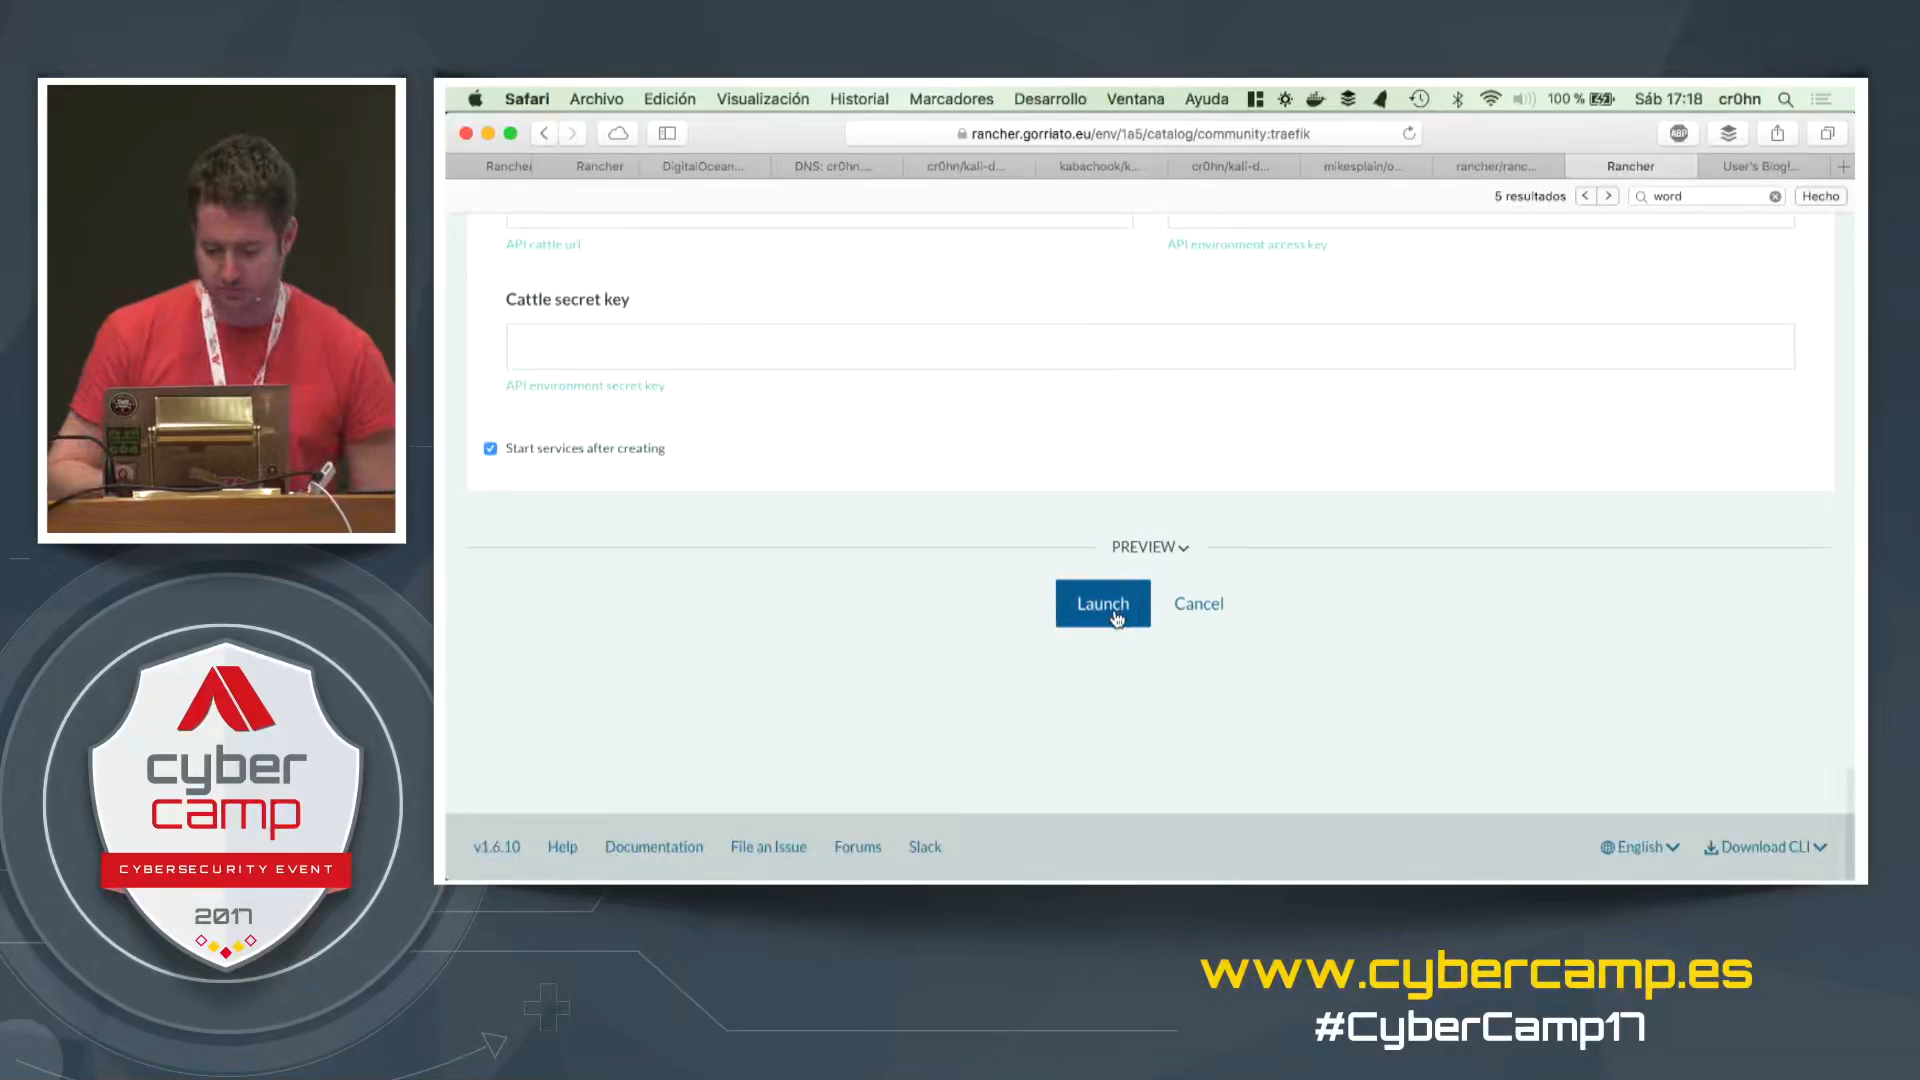 Safari Archivo Edición Visualización Historial Marcadores Desarrollo Ventana Ayuda 100 % Sáb 17:18 cr0hn
rancher.gorriato.eu/env/1a5/catalog/community:traefik
ABP
Rancher Rancher DigitalOcean... DNS: cr0hn.... cr0hn/kali-d... kabachook/k... cr0hn/kali-d... mikesplain/o... rancher/ranc... Rancher User's Blog!...
5 resultados word Hecho
API cattle url API environment access key
Cattle secret key
API environment secret key
Start services after creating
PREVIEW
Launch Cancel
v1.6.10 Help Documentation File an Issue Forums Slack English Download CLI
cyber
camp
CYBERSECURITY EVENT
2017
www.cybercamp.es
#CyberCamp17